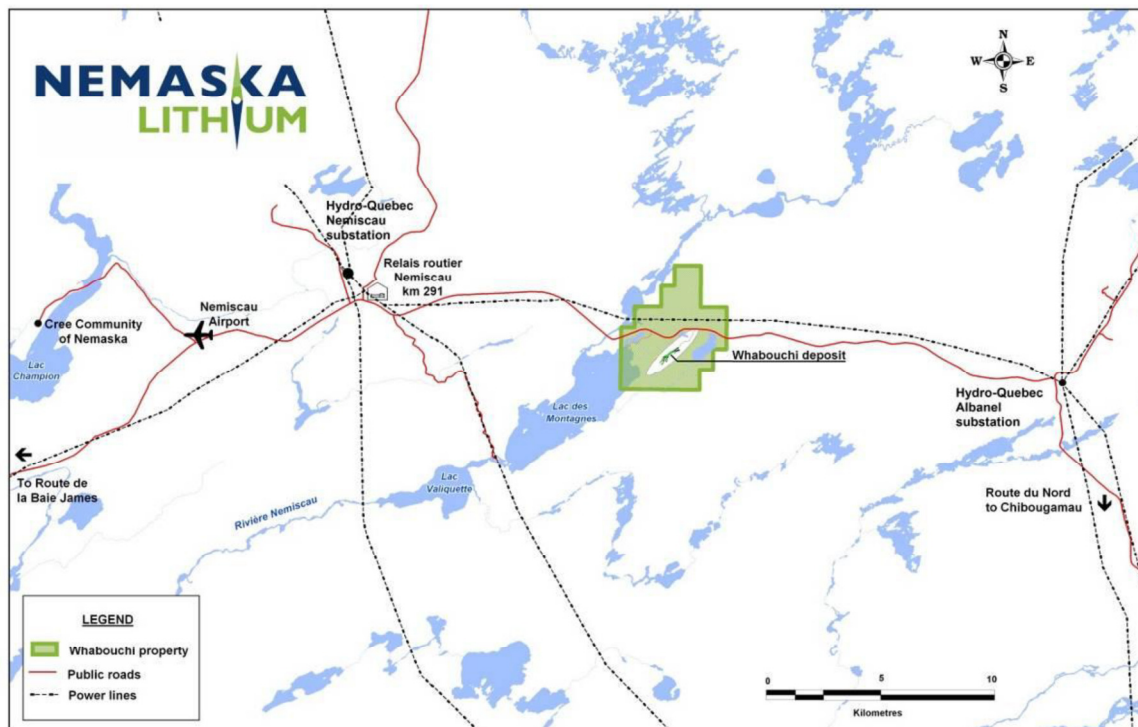 NEMASKA
LITHIUM
N
W E
S
Hydro-Quebec
Nemiscau
substation
Relais routier
Nemiscau
km 291
Nemiscau
Airport
Cree Community
of Nemaska
Lac
Champion
Whabouchi deposit
Lac des
Montagnes
Hydro-Quebec
Albanel
substation
To Route de
la Baie James
Lac
Valiquette
Rivière Nemiscau
Route du Nord
to Chibougamau
LEGEND
Whabouchi property
Public roads
Power lines
0 5 10
Kilometres